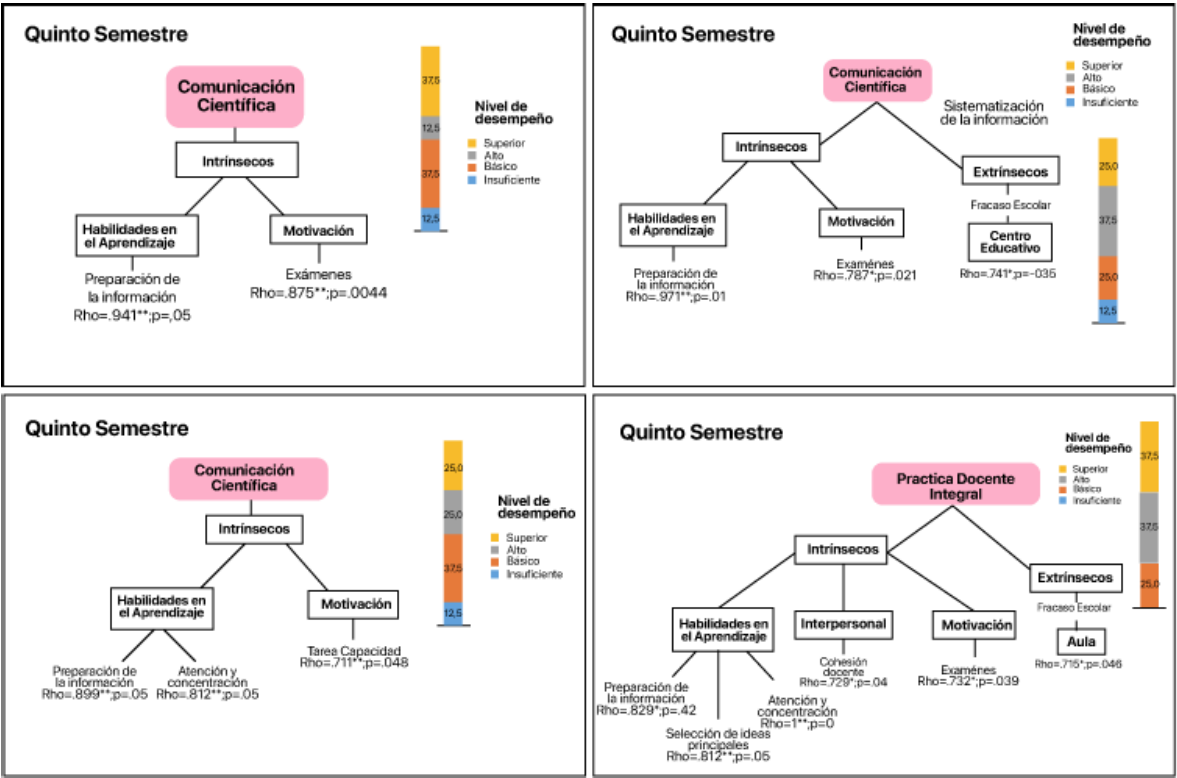 Quinto Semestre
Comunicación
Científica
Intrínsecos
Habilidades en
el Aprendizaje
Motivación
Preparación de
la información
Rho=.941**;p=,05
Exámenes
Rho=.875**;p=.0044
37,5
12,5
37,5
12,5
Nivel de
desempeño
Superior
Alto
Básico
Insuficiente
Quinto Semestre
Nivel de
desempeño
Superior
Alto
Básico
Insuficiente
Comunicación
Científica
Sistematización
de la información
Intrínsecos
Extrínsecos
Fracaso Escolar
Habilidades en
el Aprendizaje
Motivación
Centro
Educativo
Preparación de
la información
Rho=.971**;p=.01
Examénes
Rho=.787*;p=.021
Rho=.741*;p=-035
25,0
37,5
25,0
12,5
Quinto Semestre
Comunicación
Científica
Intrínsecos
Habilidades en
el Aprendizaje
Motivación
Preparación de
la información
Rho=.899**;p=.05
Atención y
concentración
Rho=.812**;p=.05
Tarea Capacidad
Rho=.711**;p=.048
25,0
25,0
37,5
12,5
Nivel de
desempeño
Superior
Alto
Básico
Insuficiente
Quinto Semestre
Nivel de
desempeño
Superior
Alto
Básico
Insuficiente
37,5
37,5
25,0
Practica Docente
Integral
Intrínsecos
Extrínsecos
Fracaso Escolar
Habilidades en
el Aprendizaje
Interpersonal
Motivación
Aula
Rho=.715*;p=.046
Preparación de
la información
Rho=.829*;p=.42
Selección de ideas
principales
Rho=.812**;p=.05
Atención y
concentración
Rho=1**;p=0
Cohesión
docente
Rho=.729*;p=.04
Examénes
Rho=.732*;p=.039